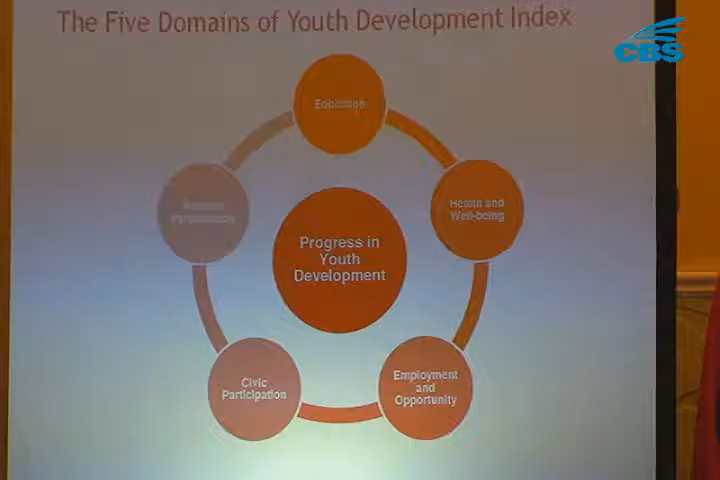 The Five Domains of Youth Development Index
CBS
Education
Health and
Well-being
Progress in
Youth
Development
Employment
and
Opportunity
Civic
Participation
Participation